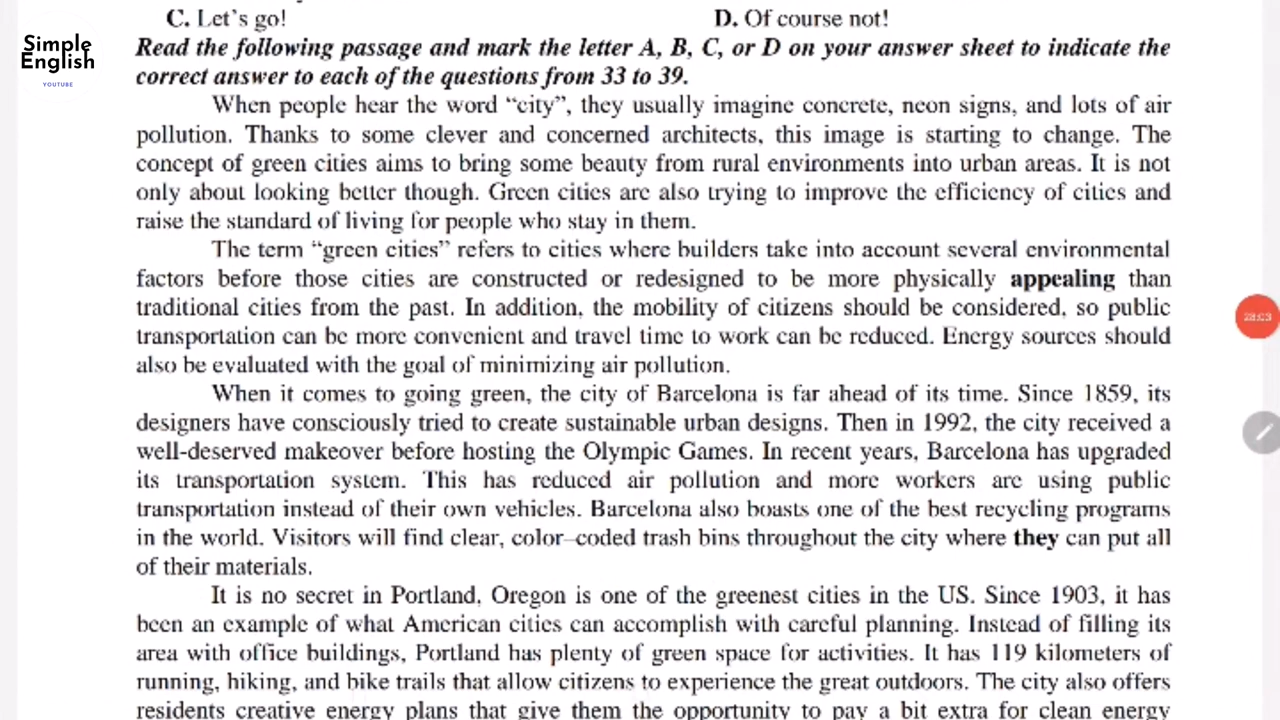 C. Let's go!
D. Of course not!
Simple
English
YOUTUBE
Read the following passage and mark the letter A, B, C, or D on your answer sheet to indicate the
correct answer to each of the questions from 33 to 39.
When people hear the word "city", they usually imagine concrete, neon signs, and lots of air
pollution. Thanks to some clever and concerned architects, this image is starting to change. The
concept of green cities aims to bring some beauty from rural environments into urban areas. It is not
only about looking better though. Green cities are also trying to improve the efficiency of cities and
raise the standard of living for people who stay in them.
The term "green cities" refers to cities where builders take into account several environmental
factors before those cities are constructed or redesigned to be more physically appealing than
traditional cities from the past. In addition, the mobility of citizens should be considered, so public
transportation can be more convenient and travel time to work can be reduced. Energy sources should
also be evaluated with the goal of minimizing air pollution.
When it comes to going green, the city of Barcelona is far ahead of its time. Since 1859, its
designers have consciously tried to create sustainable urban designs. Then in 1992, the city received a
well-deserved makeover before hosting the Olympic Games. In recent years, Barcelona has upgraded
its transportation system. This has reduced air pollution and more workers are using public
transportation instead of their own vehicles. Barcelona also boasts one of the best recycling programs
in the world. Visitors will find clear, color–coded trash bins throughout the city where they can put all
of their materials.
It is no secret in Portland, Oregon is one of the greenest cities in the US. Since 1903, it has
been an example of what American cities can accomplish with careful planning. Instead of filling its
area with office buildings, Portland has plenty of green space for activities. It has 119 kilometers of
running, hiking, and bike trails that allow citizens to experience the great outdoors. The city also offers
residents creative energy plans that give them the opportunity to pay a bit extra for clean energy
28:03